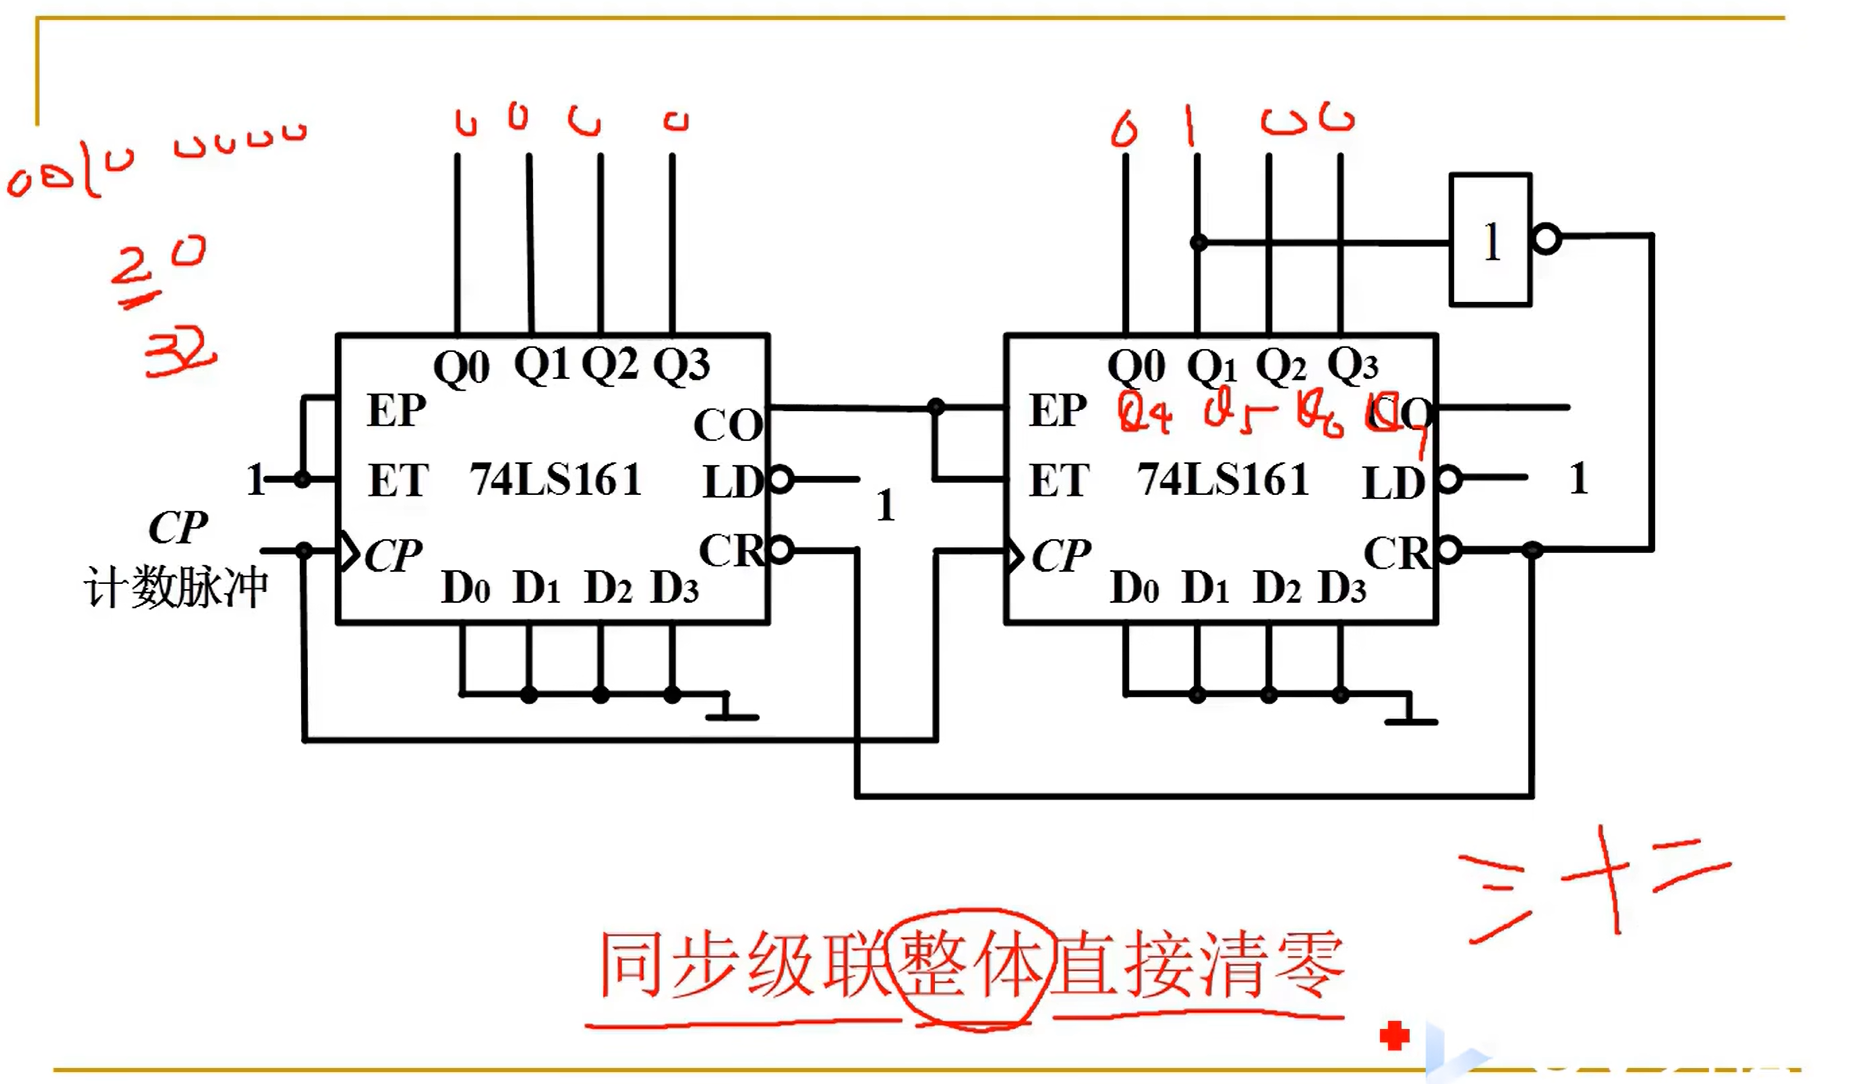 0 0 0 0 0 1 0 0
0010 0000
20
32
1
Q0 Q1 Q2 Q3 Q0 Q1 Q2 Q3
Q4 Q5 Q6 Q7
EP CO EP CO
1 ET 74LS161 LD 1 ET 74LS161 LD 1
CP
CP CR CP CR
计数脉冲
D0 D1 D2 D3 D0 D1 D2 D3
三十二
同步级联整体直接清零